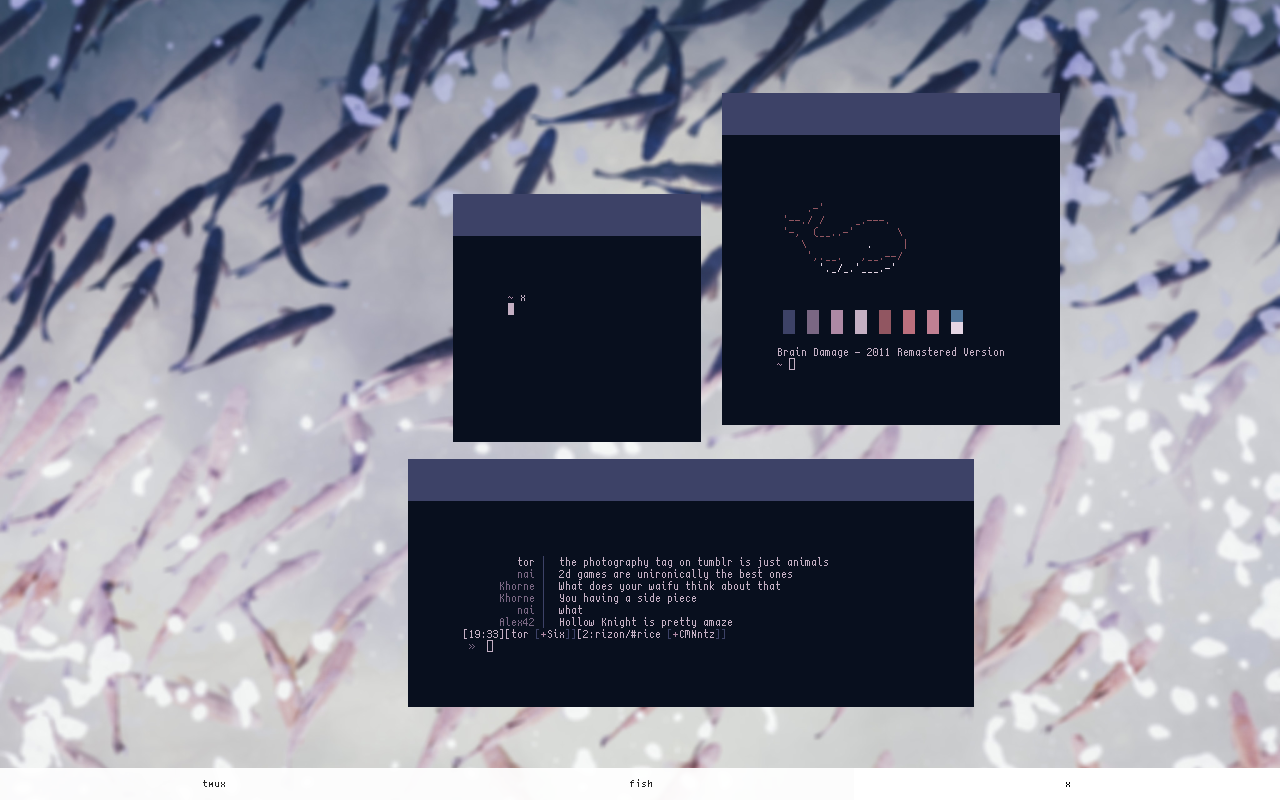 ~ x
Brain Damage - 2011 Remastered Version
~
tor │ the photography tag on tumblr is just animals
nai │ 2d games are unironically the best ones
Khorne │ What does your waifu think about that
Khorne │ You having a side piece
nai │ what
Alex42 │ Hollow Knight is pretty amaze
[19:33][tor [+Six]][2:rizon/#rice [+CMNntz]]
»
tmux
fish
x